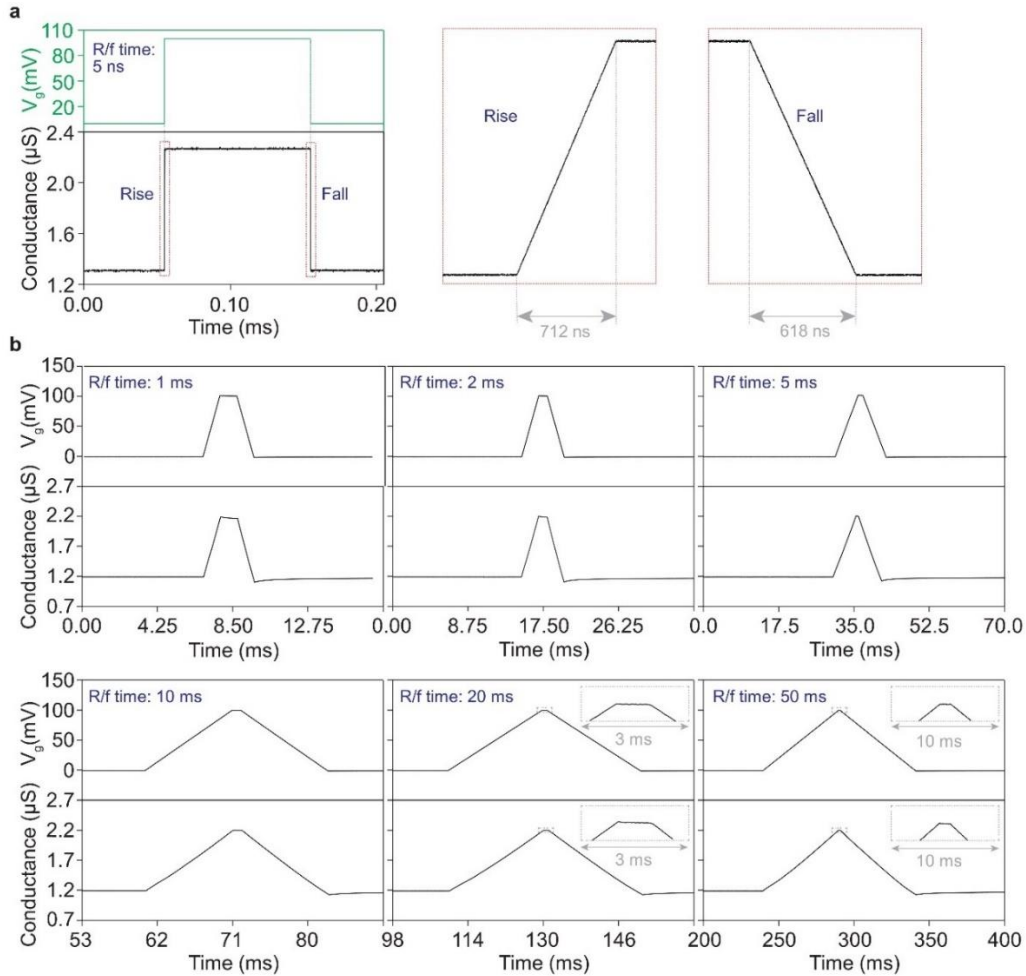 a
110
80
50
20
V_g(mV)
R/f time:
5 ns
2.4
2.0
1.6
1.2
Conductance (µS)
Rise
Fall
0.00
0.10
0.20
Time (ms)
Rise
712 ns
Fall
618 ns
b
R/f time: 1 ms
R/f time: 2 ms
R/f time: 5 ms
150
100
50
0
V_g(mV)
2.7
2.2
1.7
1.2
0.7
Conductance (µS)
0.00 4.25 8.50 12.75
0.00 8.75 17.50 26.25
0.0 17.5 35.0 52.5 70.0
Time (ms)
Time (ms)
Time (ms)
R/f time: 10 ms
R/f time: 20 ms
R/f time: 50 ms
150
100
50
0
V_g(mV)
3 ms
10 ms
2.7
2.2
1.7
1.2
0.7
Conductance (µS)
3 ms
10 ms
53 62 71 80
98 114 130 146
200 250 300 350 400
Time (ms)
Time (ms)
Time (ms)